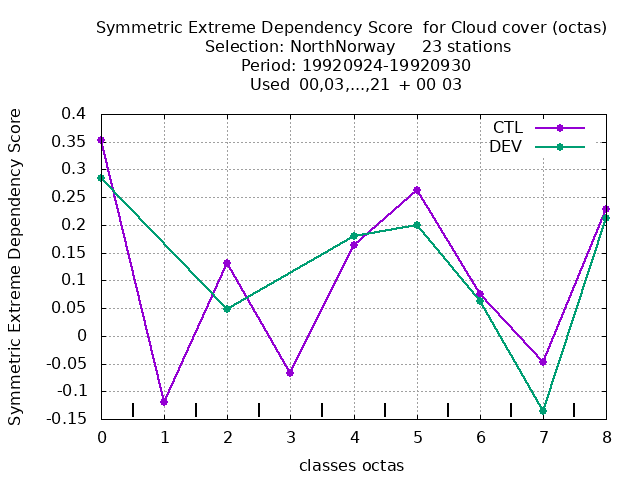 Symmetric Extreme Dependency Score  for Cloud cover (octas)
Selection: NorthNorway     23 stations
Period: 19920924-19920930
Used  00,03,...,21  + 00 03
Symmetric Extreme Dependency Score
CTL
DEV
0.4
0.35
0.3
0.25
0.2
0.15
0.1
0.05
0
-0.05
-0.1
-0.15
0 1 2 3 4 5 6 7 8
classes octas